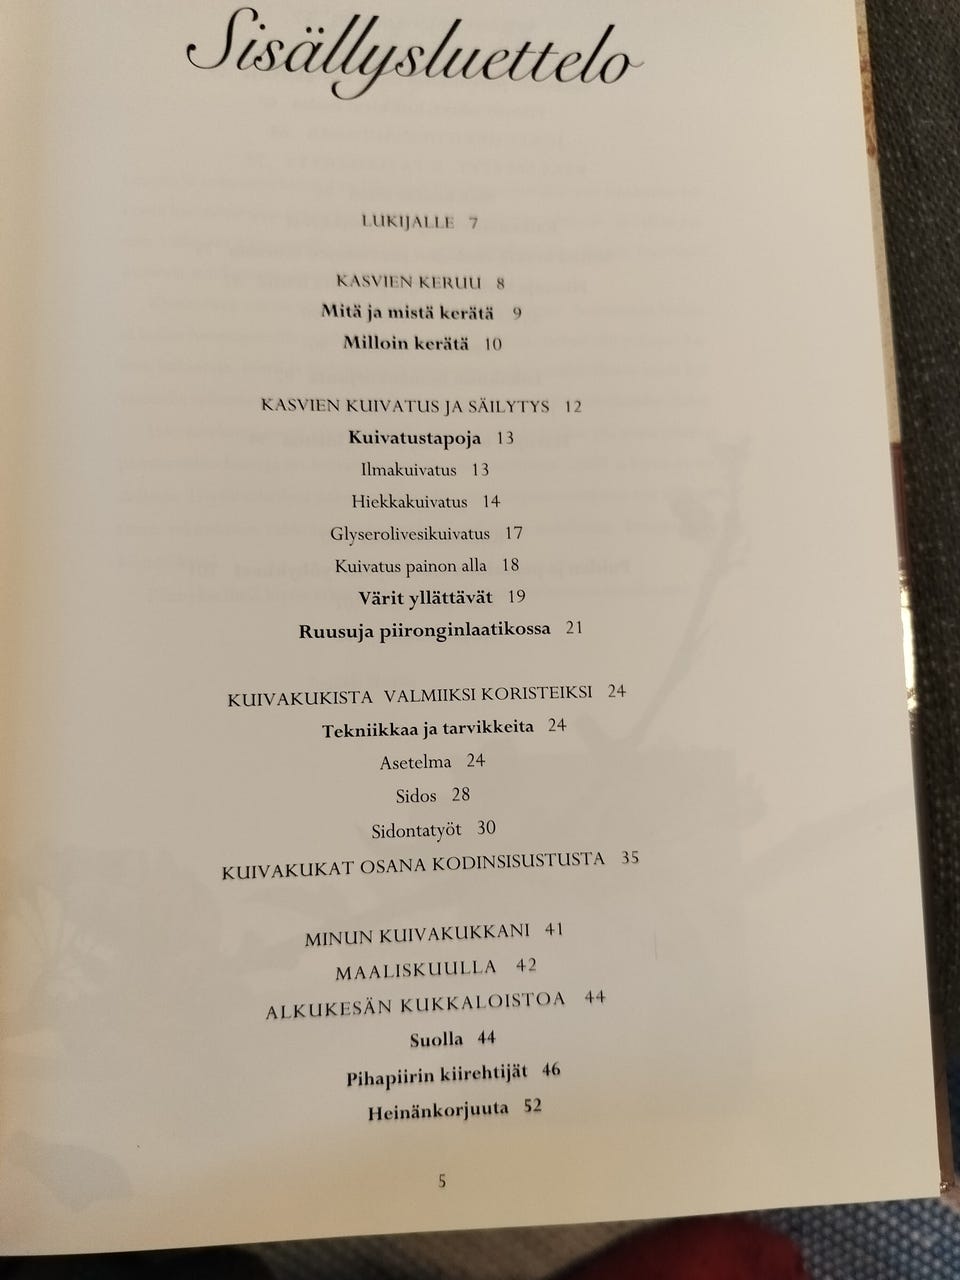 Sisällysluettelo
LUKIJALLE 7
KASVIEN KERUU 8
Mitä ja mistä kerätä 9
Milloin kerätä 10
KASVIEN KUIVATUS JA SÄILYTYS 12
Kuivatustapoja 13
Ilmakuivatus 13
Hiekkakuivatus 14
Glyserolivesikuivatus 17
Kuivatus painon alla 18
Värit yllättävät 19
Ruusuja piironginlaatikossa 21
KUIVAKUKISTA VALMIIKSI KORISTEIKSI 24
Tekniikkaa ja tarvikkeita 24
Asetelma 24
Sidos 28
Sidontatyöt 30
KUIVAKUKAT OSANA KODINSISUSTUSTA 35
MINUN KUIVAKUKKANI 41
MAALISKUULLA 42
ALKUKESÄN KUKKALOISTOA 44
Suolla 44
Pihapiirin kiirehtijät 46
Heinänkorjuuta 52
5